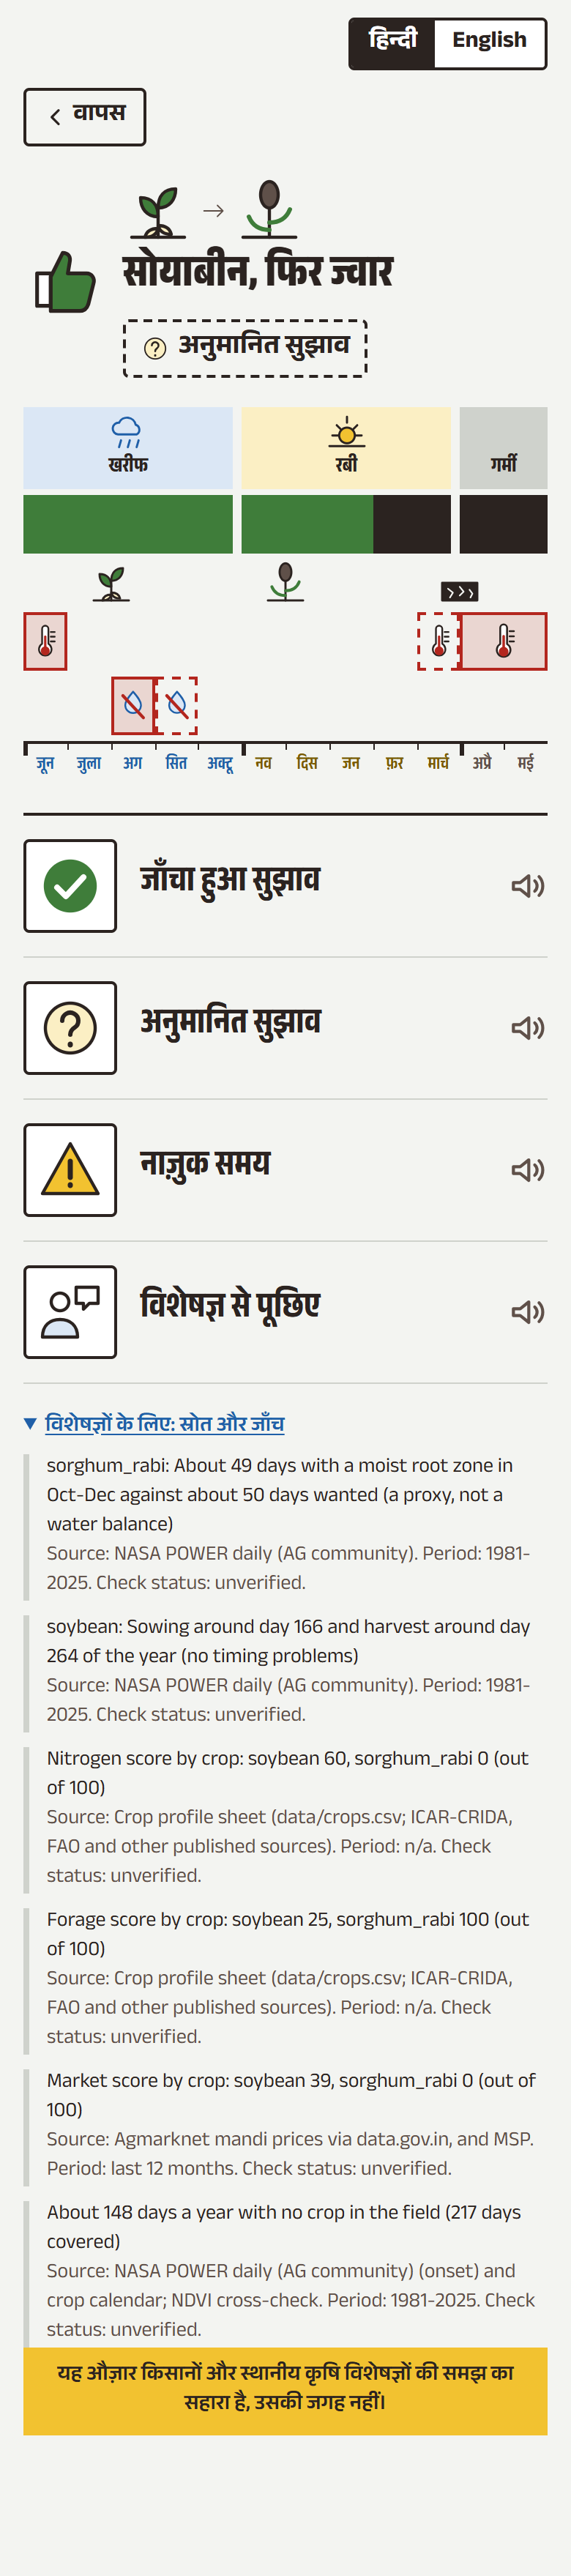 हिन्दी English
वापस
सोयाबीन, फिर ज्वार
अनुमानित सुझाव
खरीफ रबी गर्मी
जून जुला अग सित अक्टू नव दिस जन फ़र मार्च अप्रै मई
जाँचा हुआ सुझाव
अनुमानित सुझाव
नाज़ुक समय
विशेषज्ञ से पूछिए
विशेषज्ञों के लिए: स्रोत और जाँच
sorghum_rabi: About 49 days with a moist root zone in
Oct-Dec against about 50 days wanted (a proxy, not a
water balance)
Source: NASA POWER daily (AG community). Period: 1981-
2025. Check status: unverified.
soybean: Sowing around day 166 and harvest around day
264 of the year (no timing problems)
Source: NASA POWER daily (AG community). Period: 1981-
2025. Check status: unverified.
Nitrogen score by crop: soybean 60, sorghum_rabi 0 (out
of 100)
Source: Crop profile sheet (data/crops.csv; ICAR-CRIDA,
FAO and other published sources). Period: n/a. Check
status: unverified.
Forage score by crop: soybean 25, sorghum_rabi 100 (out
of 100)
Source: Crop profile sheet (data/crops.csv; ICAR-CRIDA,
FAO and other published sources). Period: n/a. Check
status: unverified.
Market score by crop: soybean 39, sorghum_rabi 0 (out of
100)
Source: Agmarknet mandi prices via data.gov.in, and MSP.
Period: last 12 months. Check status: unverified.
About 148 days a year with no crop in the field (217 days
covered)
Source: NASA POWER daily (AG community) (onset) and
crop calendar; NDVI cross-check. Period: 1981-2025. Check
status: unverified.
यह औज़ार किसानों और स्थानीय कृषि विशेषज्ञों की समझ का
सहारा है, उसकी जगह नहीं।